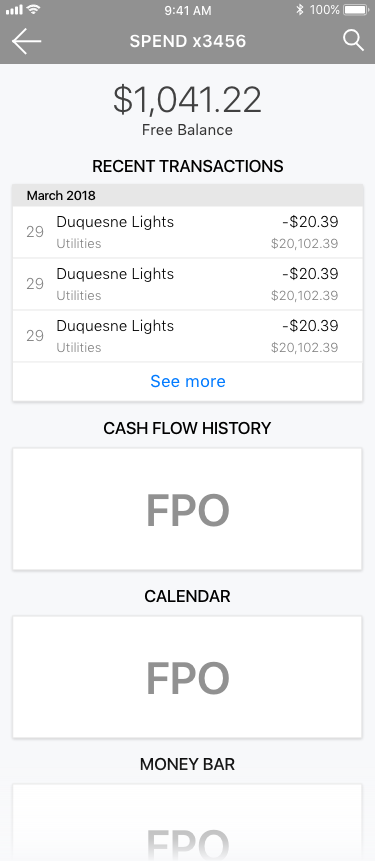 9:41 AM
100%
SPEND x3456
$1,041.22
Free Balance
RECENT TRANSACTIONS
March 2018
29 Duquesne Lights -$20.39
Utilities $20,102.39
29 Duquesne Lights -$20.39
Utilities $20,102.39
29 Duquesne Lights -$20.39
Utilities $20,102.39
See more
CASH FLOW HISTORY
FPO
CALENDAR
FPO
MONEY BAR
FPO